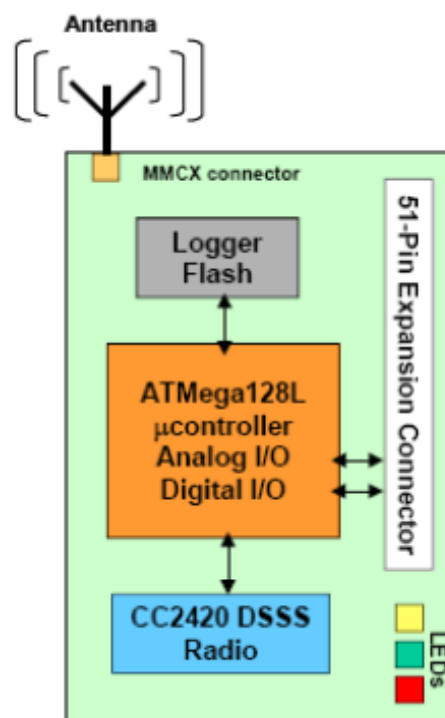 Antenna
MMCX connector
Logger
Flash
51-Pin Expansion Connector
ATMega128L
μcontroller
Analog I/O
Digital I/O
CC2420 DSSS
Radio
LEDs